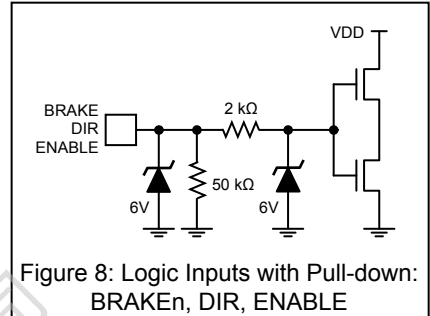 VDD
BRAKE
DIR
ENABLE
2 kΩ
50 kΩ
6V
6V
Figure 8: Logic Inputs with Pull-down:
BRAKEn, DIR, ENABLE